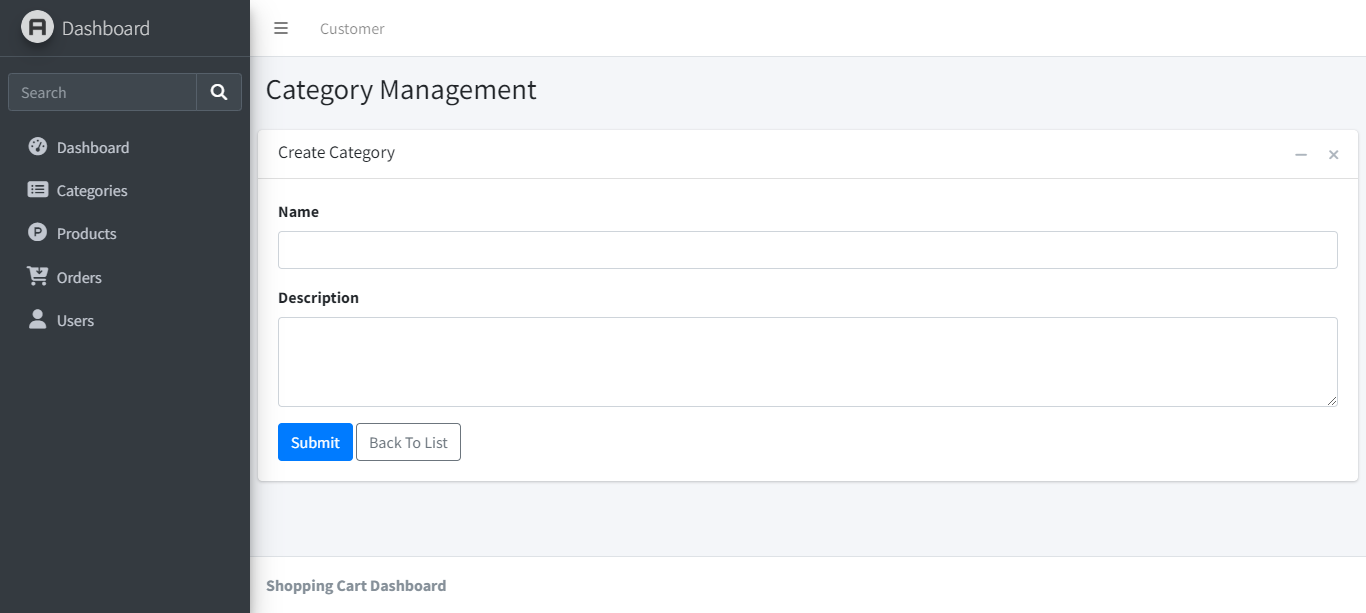 Dashboard
Customer
Search
Dashboard
Categories
Products
Orders
Users
Category Management
Create Category
Name
Description
Submit
Back To List
Shopping Cart Dashboard